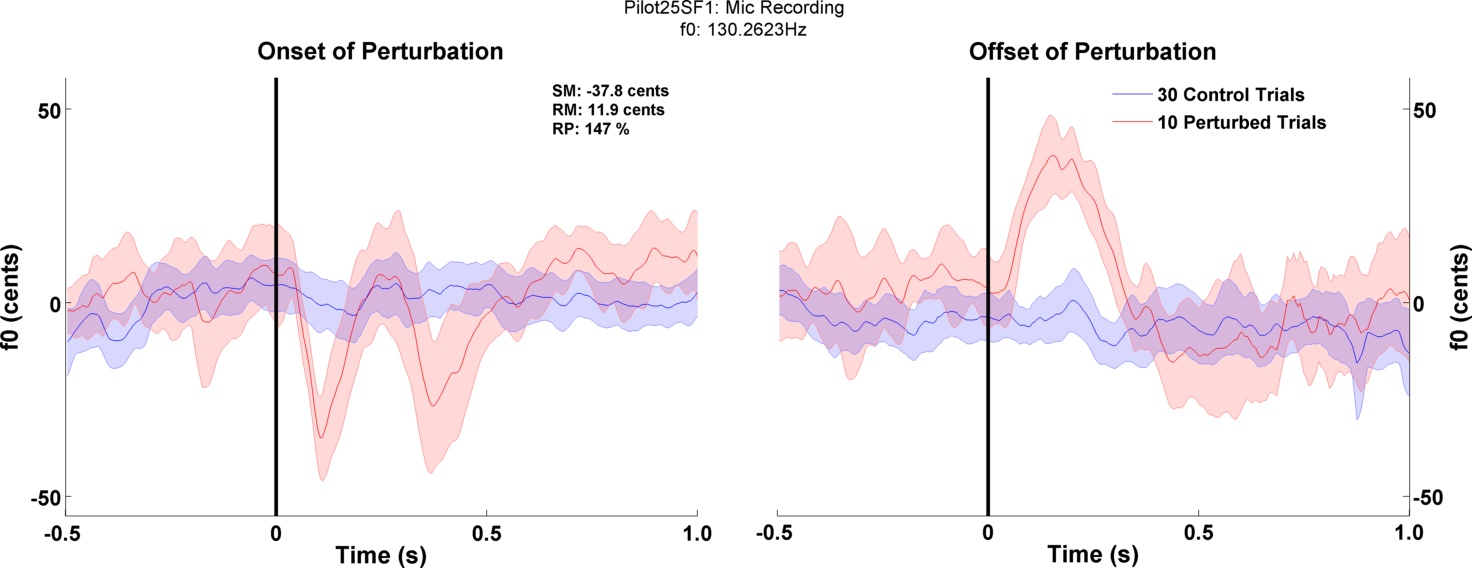 Pilot25SF1: Mic Recording
f0: 130.2623Hz
Onset of Perturbation
SM: -37.8 cents
RM: 11.9 cents
RP: 147 %
50
0
-50
f0 (cents)
-0.5
0
0.5
1.0
Time (s)
Offset of Perturbation
30 Control Trials
10 Perturbed Trials
50
0
-50
f0 (cents)
-0.5
0
0.5
1.0
Time (s)